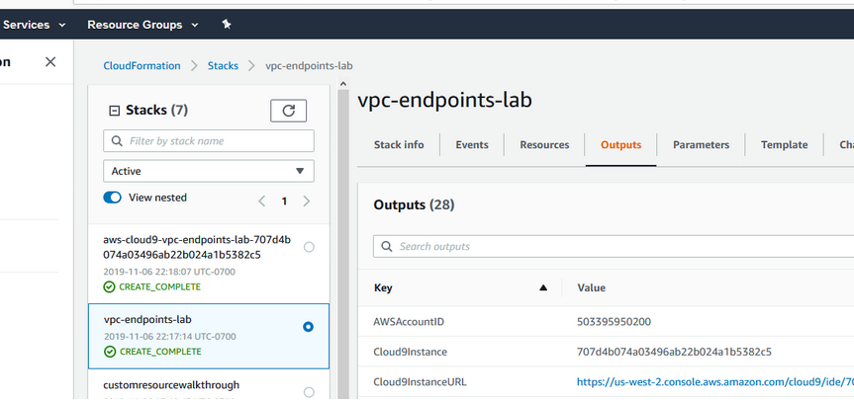 Services Resource Groups
on
CloudFormation Stacks vpc-endpoints-lab
Stacks (7)
Filter by stack name
Active
View nested
1
aws-cloud9-vpc-endpoints-lab-707d4b
074a03496ab22b024a1b5382c5
2019-11-06 22:18:07 UTC-0700
CREATE_COMPLETE
vpc-endpoints-lab
2019-11-06 22:17:14 UTC-0700
CREATE_COMPLETE
customresourcewalkthrough
vpc-endpoints-lab
Stack info Events Resources Outputs Parameters Template Cha
Outputs (28)
Search outputs
Key Value
AWSAccountID 503395950200
Cloud9Instance 707d4b074a03496ab22b024a1b5382c5
Cloud9InstanceURL https://us-west-2.console.aws.amazon.com/cloud9/ide/70